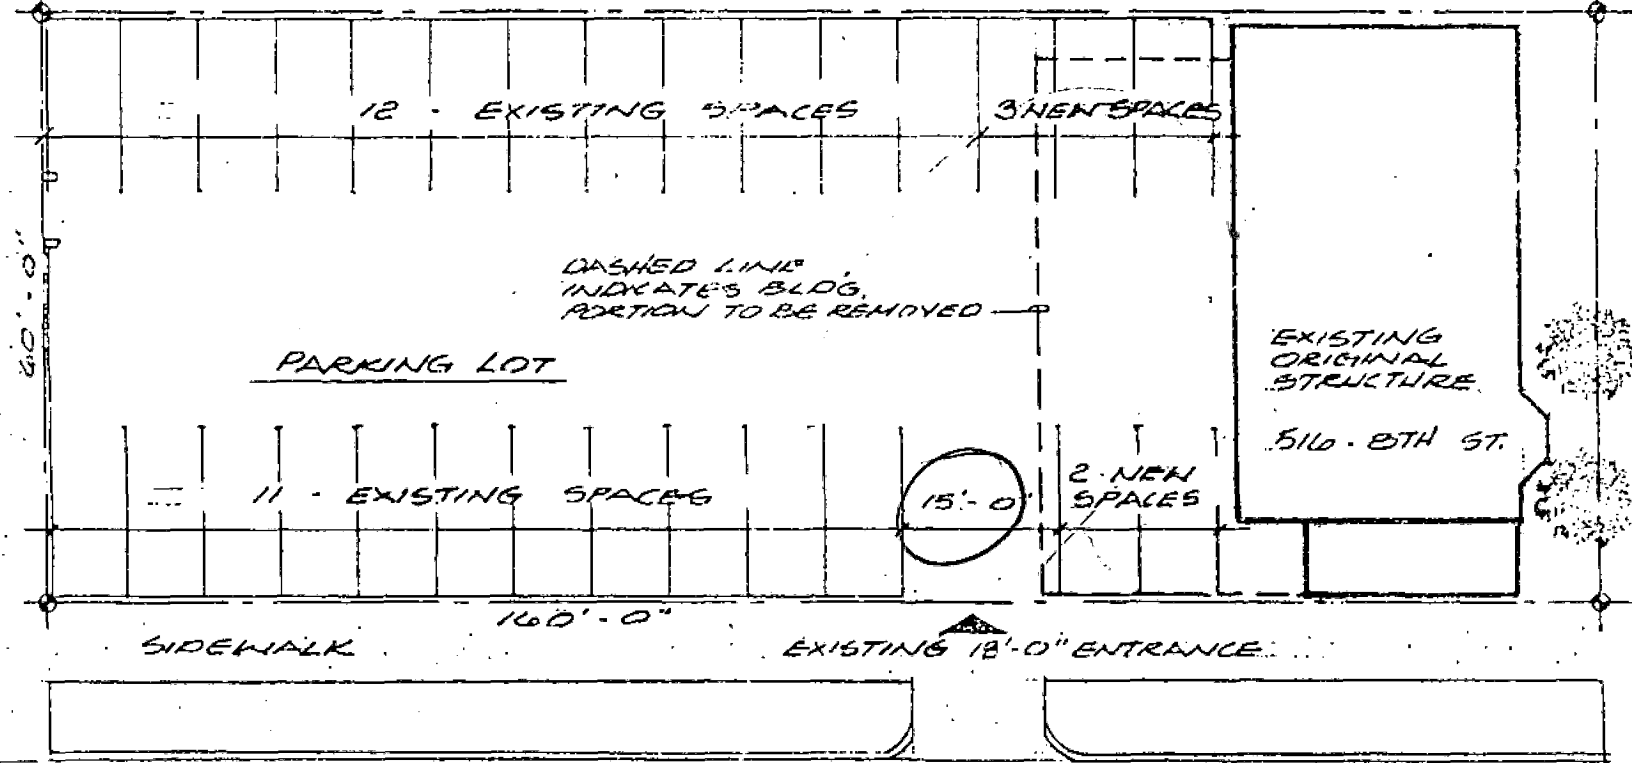 12 - EXISTING SPACES
3 NEW SPACES
60'-0"
DASHED LINE
INDICATES BLDG.
PORTION TO BE REMOVED
PARKING LOT
EXISTING
ORIGINAL
STRUCTURE
516 - 8TH ST.
11 - EXISTING SPACES
15'-0"
2 - NEW
SPACES
160'-0"
SIDEWALK
EXISTING 18'-0" ENTRANCE